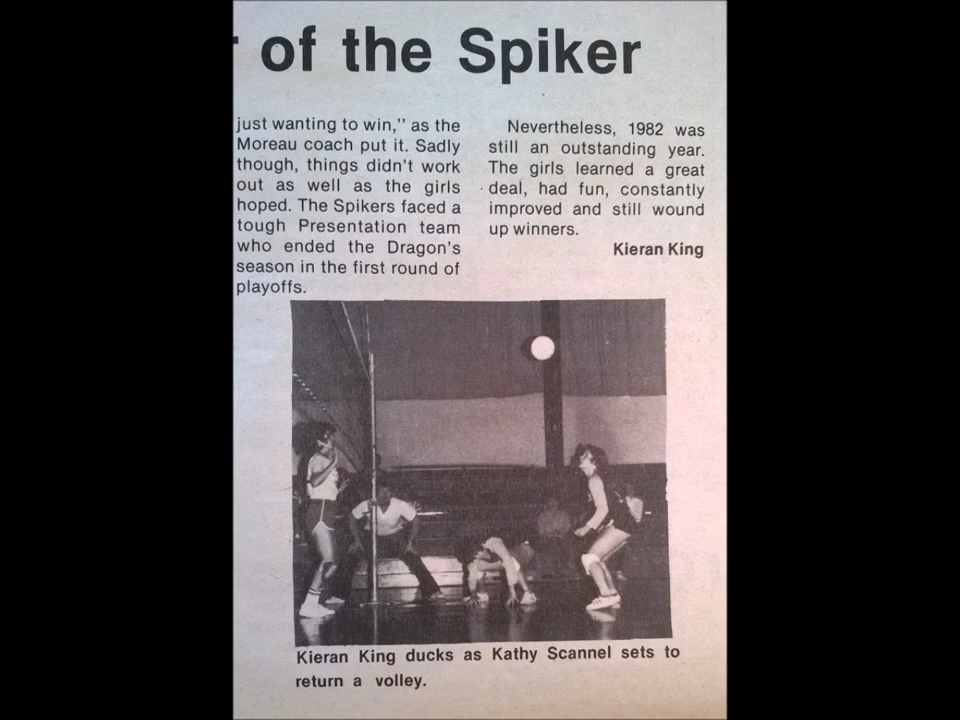 of the Spiker
just wanting to win,” as the
Moreau coach put it. Sadly
though, things didn't work
out as well as the girls
hoped. The Spikers faced a
tough Presentation team
who ended the Dragon's
season in the first round of
playoffs.
Nevertheless, 1982 was
still an outstanding year.
The girls learned a great
deal, had fun, constantly
improved and still wound
up winners.
Kieran King
Kieran King ducks as Kathy Scannel sets to
return a volley.